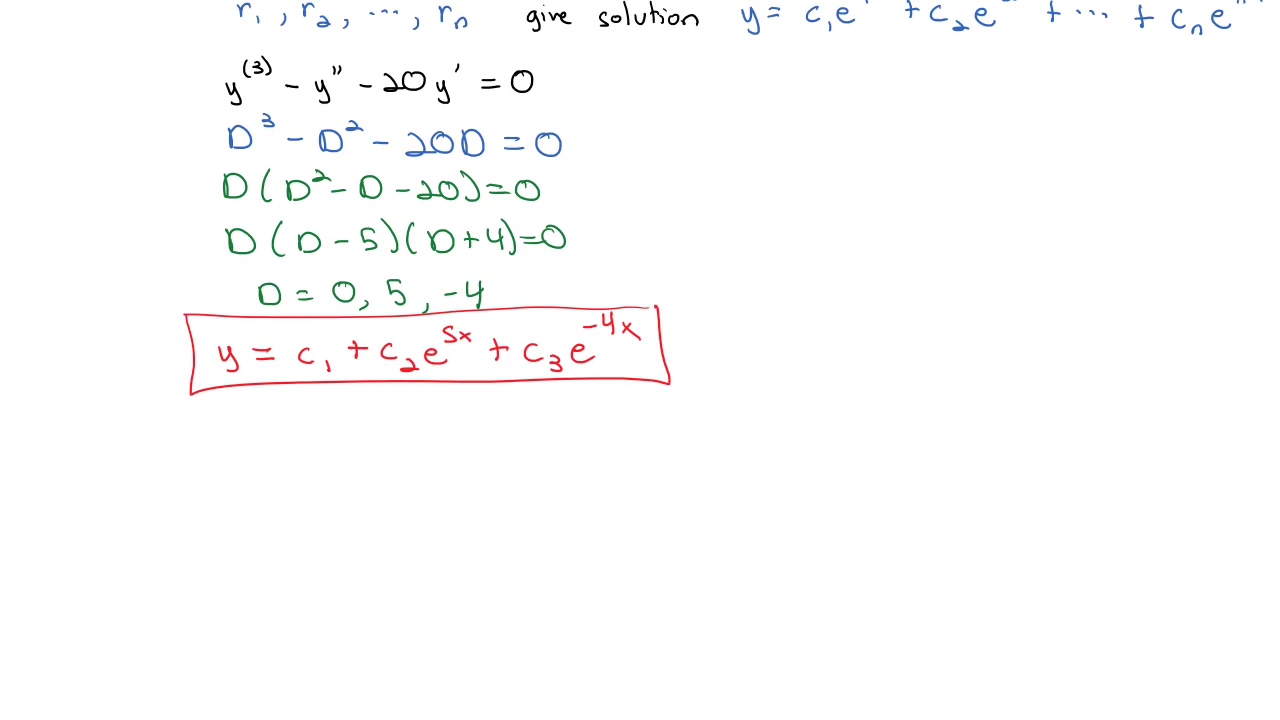 r₁, r₂, ..., rₙ give solution y = c₁e + c₂e + ... + cₙe
y⁽³⁾ - y'' - 20y' = 0
D³ - D² - 20D = 0
D(D² - D - 20) = 0
D(D - 5)(D + 4) = 0
D = 0, 5, -4
y = c₁ + c₂e⁵ˣ + c₃e⁻⁴ˣ